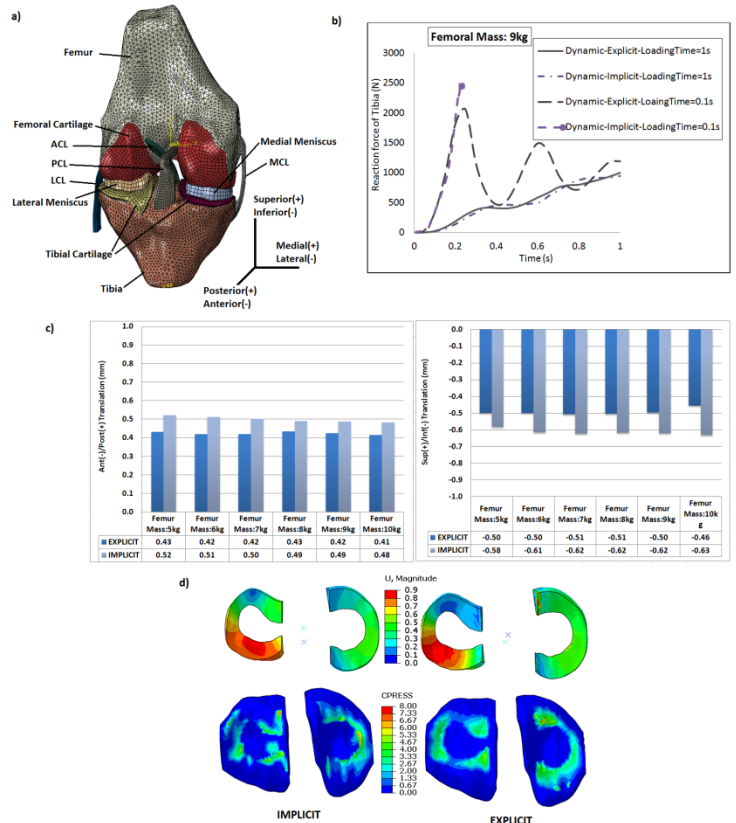 a)
Femur
Femoral Cartilage
ACL
PCL
LCL
Lateral Meniscus
Tibial Cartilage
Tibia
Medial Meniscus
MCL
Superior(+)
Inferior(-)
Medial(+)
Lateral(-)
Posterior(+)
Anterior(-)
b)
Femoral Mass: 9kg
Reaction force of Tibia (N)
3000
2500
2000
1500
1000
500
0
0 0.2 0.4 0.6 0.8 1
Time (s)
Dynamic-Explicit-LoadingTime=1s
Dynamic-Implicit-LoadingTime=1s
Dynamic-Explicit-LoaingTime=0.1s
Dynamic-Implicit-LoadingTime=0.1s
c)
Ant(-)/Post(+) Translation (mm)
1.0
0.9
0.8
0.7
0.6
0.5
0.4
0.3
0.2
0.1
0.0
Femur Femur Femur Femur Femur Femur
Mass:5kg Mass:6kg Mass:7kg Mass:8kg Mass:9kg Mass:10kg
EXPLICIT 0.43 0.42 0.42 0.43 0.42 0.41
IMPLICIT 0.52 0.51 0.50 0.49 0.49 0.48
Sup(+)/Inf(-) Translation (mm)
0.0
-0.1
-0.2
-0.3
-0.4
-0.5
-0.6
-0.7
-0.8
-0.9
-1.0
Femur Femur Femur Femur Femur Femur
Mass:5kg Mass:6kg Mass:7kg Mass:8kg Mass:9kg Mass:10k
g
EXPLICIT -0.50 -0.50 -0.51 -0.51 -0.50 -0.46
IMPLICIT -0.58 -0.61 -0.62 -0.62 -0.62 -0.63
d)
U, Magnitude
0.9
0.8
0.7
0.6
0.5
0.4
0.3
0.2
0.1
0.0
CPRESS
8.00
7.33
6.67
6.00
5.33
4.67
4.00
3.33
2.67
2.00
1.33
0.67
0.00
IMPLICIT
EXPLICIT